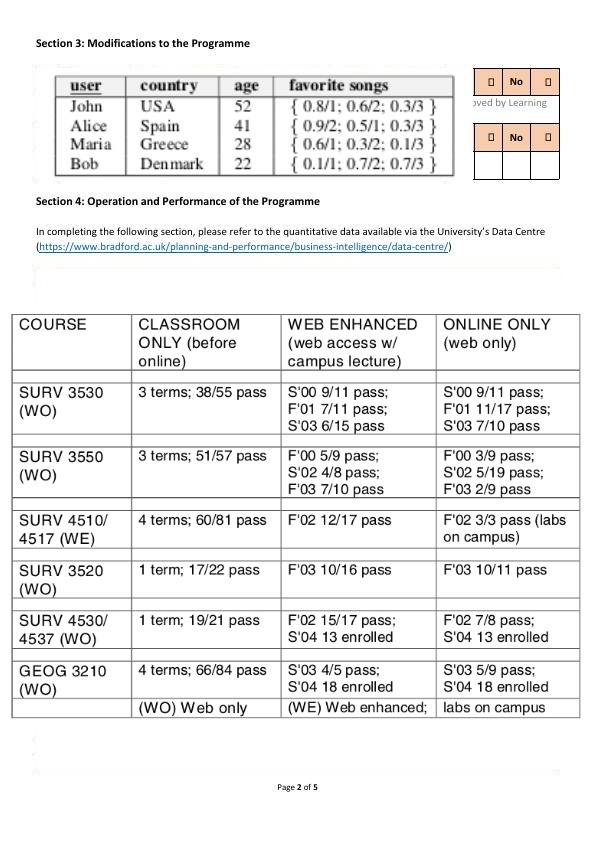 Section 3: Modifications to the Programme
user country age favorite songs
No
John USA 52 { 0.8/1; 0.6/2; 0.3/3 }
by Learning
Alice Spain 41 { 0.9/2; 0.5/1; 0.3/3 }
Maria Greece 28 { 0.6/1; 0.3/2; 0.1/3 }
No
Bob Denmark 22 { 0.1/1; 0.7/2; 0.7/3 }
Section 4: Operation and Performance of the Programme
In completing the following section, please refer to the quantitative data available via the University's Data Centre
(https://www.bradford.ac.uk/planning-and-performance/business-intelligence/data-centre/)
COURSE CLASSROOM WEB ENHANCED ONLINE ONLY
ONLY (before (web access w/ (web only)
online) campus lecture)
SURV 3530 3 terms; 38/55 pass S'00 9/11 pass; S'00 9/11 pass;
(WO) F'01 7/11 pass; F'01 11/17 pass;
S'03 6/15 pass S'03 7/10 pass
SURV 3550 3 terms; 51/57 pass F'00 5/9 pass; F'00 3/9 pass;
(WO) S'02 4/8 pass; S'02 5/19 pass;
F'03 7/10 pass F'03 2/9 pass
SURV 4510/ 4 terms; 60/81 pass F'02 12/17 pass F'02 3/3 pass (labs
4517 (WE) on campus)
SURV 3520 1 term; 17/22 pass F'03 10/16 pass F'03 10/11 pass
(WO)
SURV 4530/ 1 term; 19/21 pass F'02 15/17 pass; F'02 7/8 pass;
4537 (WO) S'04 13 enrolled S'04 13 enrolled
GEOG 3210 4 terms; 66/84 pass S'03 4/5 pass; S'03 5/9 pass;
(WO) S'04 18 enrolled S'04 18 enrolled
(WO) Web only (WE) Web enhanced; labs on campus
Page 2 of 5